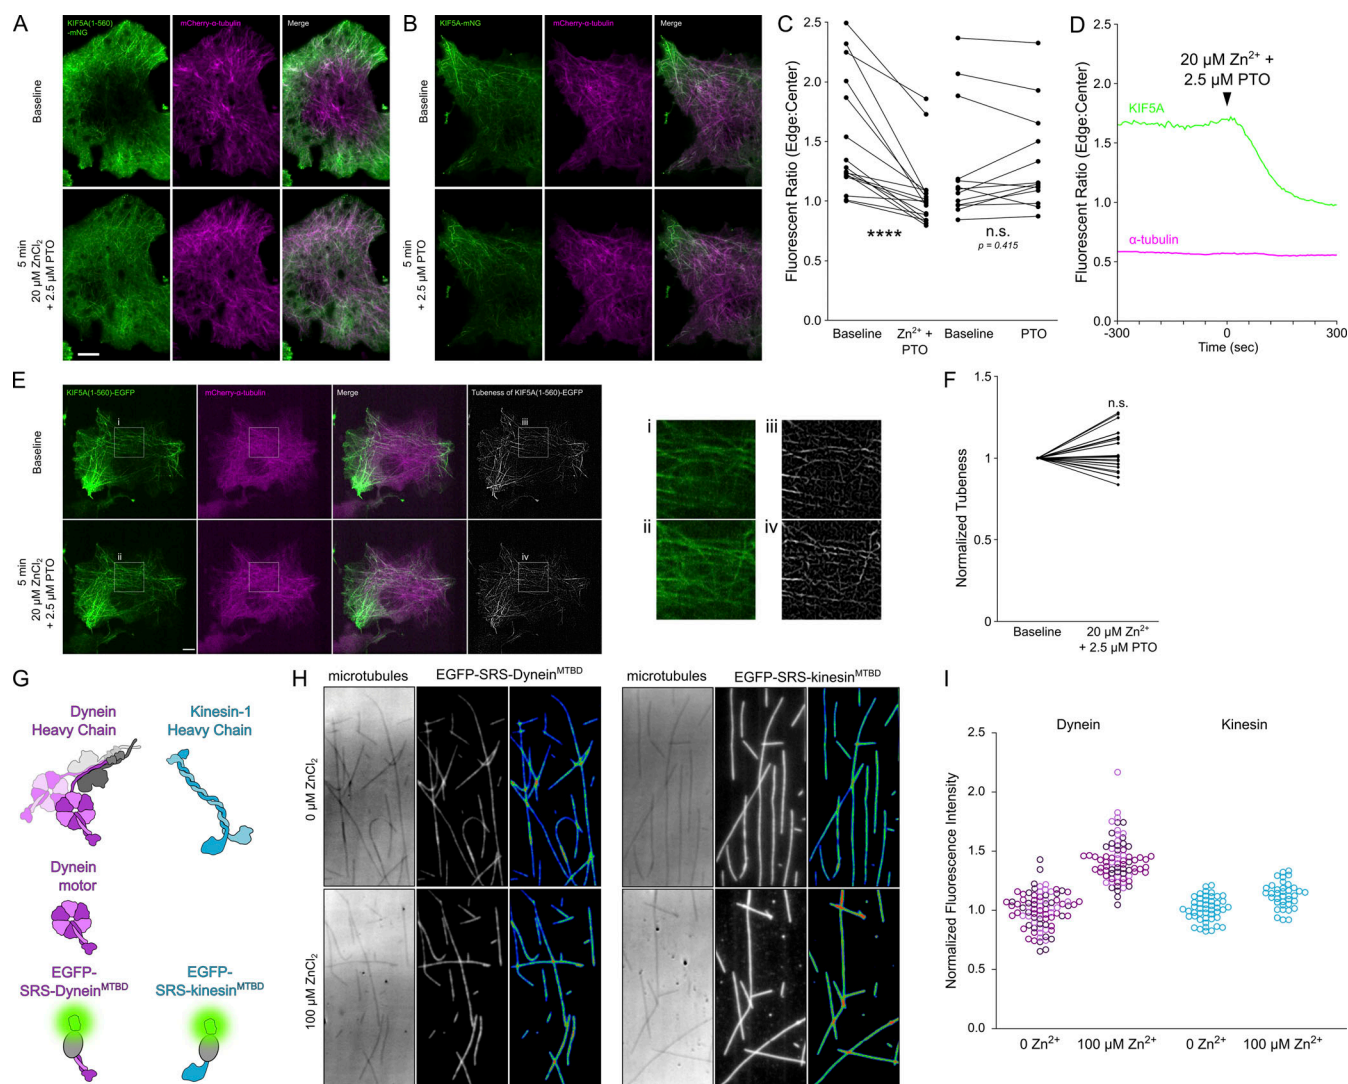 A
KIF5A(1-560)
-mNG
mCherry-α-tubulin
Merge
Baseline
5 min
20 μM ZnCl₂
+ 2.5 μM PTO
B
KIF5A-mNG
mCherry-α-tubulin
Merge
Baseline
5 min
+ 2.5 μM PTO
C
Fluorescent Ratio (Edge:Center)
2.5
2.0
1.5
1.0
0.5
0.0
****
n.s.
p = 0.415
Baseline
Zn²⁺ +
PTO
Baseline
PTO
D
Fluorescent Ratio (Edge:Center)
2.5
2.0
1.5
1.0
0.5
0.0
20 μM Zn²⁺ +
2.5 μM PTO
KIF5A
α-tubulin
-300
0
300
Time (sec)
E
KIF5A(1-560)-EGFP
mCherry-α-tubulin
Merge
Tubeness of KIF5A(1-560)-EGFP
Baseline
i
iii
5 min
20 μM ZnCl₂
+ 2.5 μM PTO
ii
iv
i
iii
ii
iv
F
Normalized Tubeness
1.5
1
0.5
1
n.s.
Baseline
20 μM Zn²⁺
+ 2.5 μM PTO
G
Dynein
Heavy Chain
Kinesin-1
Heavy Chain
Dynein
motor
EGFP-
SRS-Dyneinᴹᵀᴮᴰ
EGFP-
SRS-kinesinᴹᵀᴮᴰ
H
microtubules
EGFP-SRS-Dyneinᴹᵀᴮᴰ
microtubules
EGFP-SRS-kinesinᴹᵀᴮᴰ
0 μM ZnCl₂
100 μM ZnCl₂
I
Normalized Fluorescence Intensity
2.5
2.0
1.5
1.0
0.5
0.0
Dynein
Kinesin
0 Zn²⁺
100 μM Zn²⁺
0 Zn²⁺
100 μM Zn²⁺